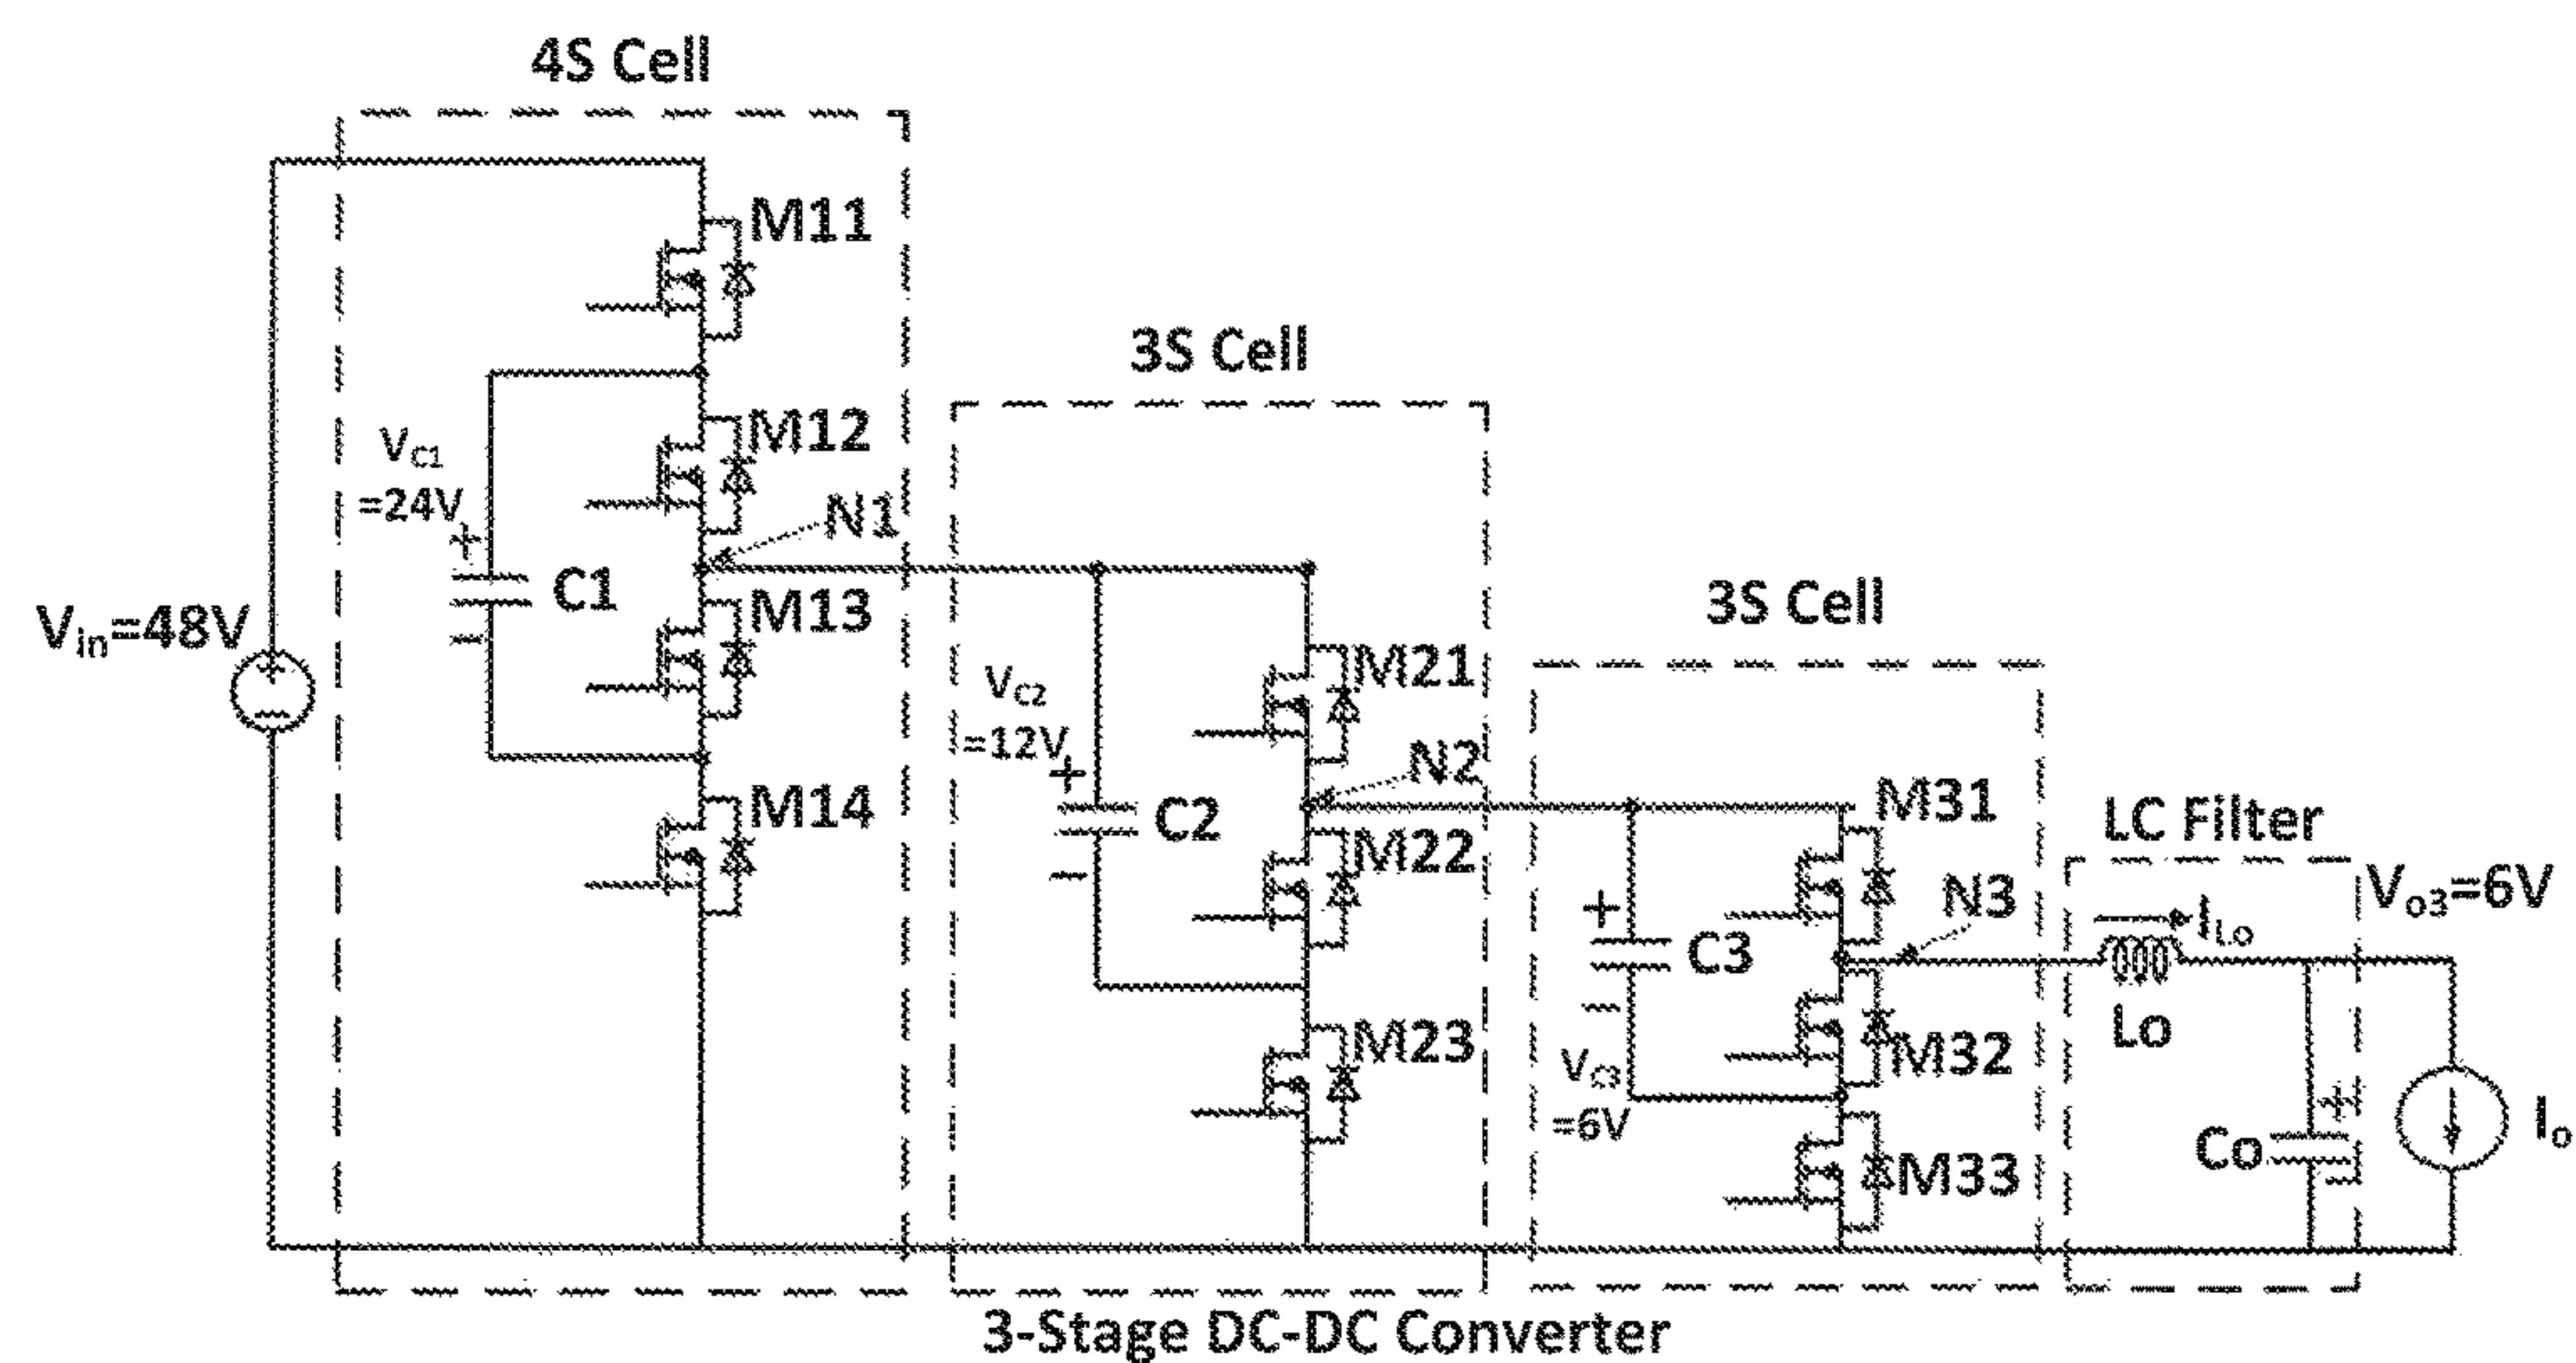 4S Cell
M11
3S Cell
M12
VC1
=24V
+
N1
C1
-
Vin=48V
M13
3S Cell
VC2
=12V
+
M21
N2
M14
C2
-
M22
M31
LC Filter
Vo3=6V
+
C3
N3
ILo
-
Lo
M23
VC3
=6V
M32
+
Io
Co
-
M33
3-Stage DC-DC Converter